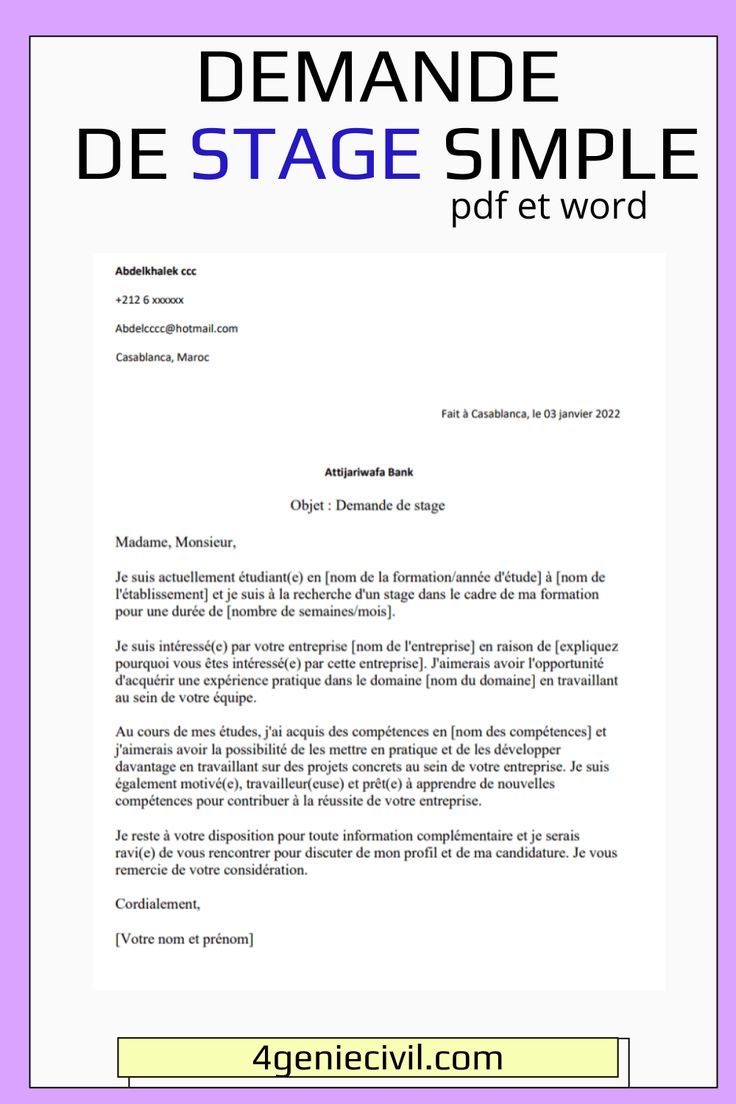 DEMANDE
DE STAGE SIMPLE
pdf et word
Abdelkhalek ccc
+212 6 xxxxxx
Abdelcccc@hotmail.com
Casablanca, Maroc
Fait à Casablanca, le 03 janvier 2022
Attijariwafa Bank
Objet : Demande de stage
Madame, Monsieur,
Je suis actuellement étudiant(e) en [nom de la formation/année d'étude] à [nom de
l'établissement] et je suis à la recherche d'un stage dans le cadre de ma formation
pour une durée de [nombre de semaines/mois].
Je suis intéressé(e) par votre entreprise [nom de l'entreprise] en raison de [expliquez
pourquoi vous êtes intéressé(e) par cette entreprise]. J'aimerais avoir l'opportunité
d'acquérir une expérience pratique dans le domaine [nom du domaine] en travaillant
au sein de votre équipe.
Au cours de mes études, j'ai acquis des compétences en [nom des compétences] et
j'aimerais avoir la possibilité de les mettre en pratique et de les développer
davantage en travaillant sur des projets concrets au sein de votre entreprise. Je suis
également motivé(e), travailleur(euse) et prêt(e) à apprendre de nouvelles
compétences pour contribuer à la réussite de votre entreprise.
Je reste à votre disposition pour toute information complémentaire et je serais
ravi(e) de vous rencontrer pour discuter de mon profil et de ma candidature. Je vous
remercie de votre considération.
Cordialement,
[Votre nom et prénom]
4geniecivil.com